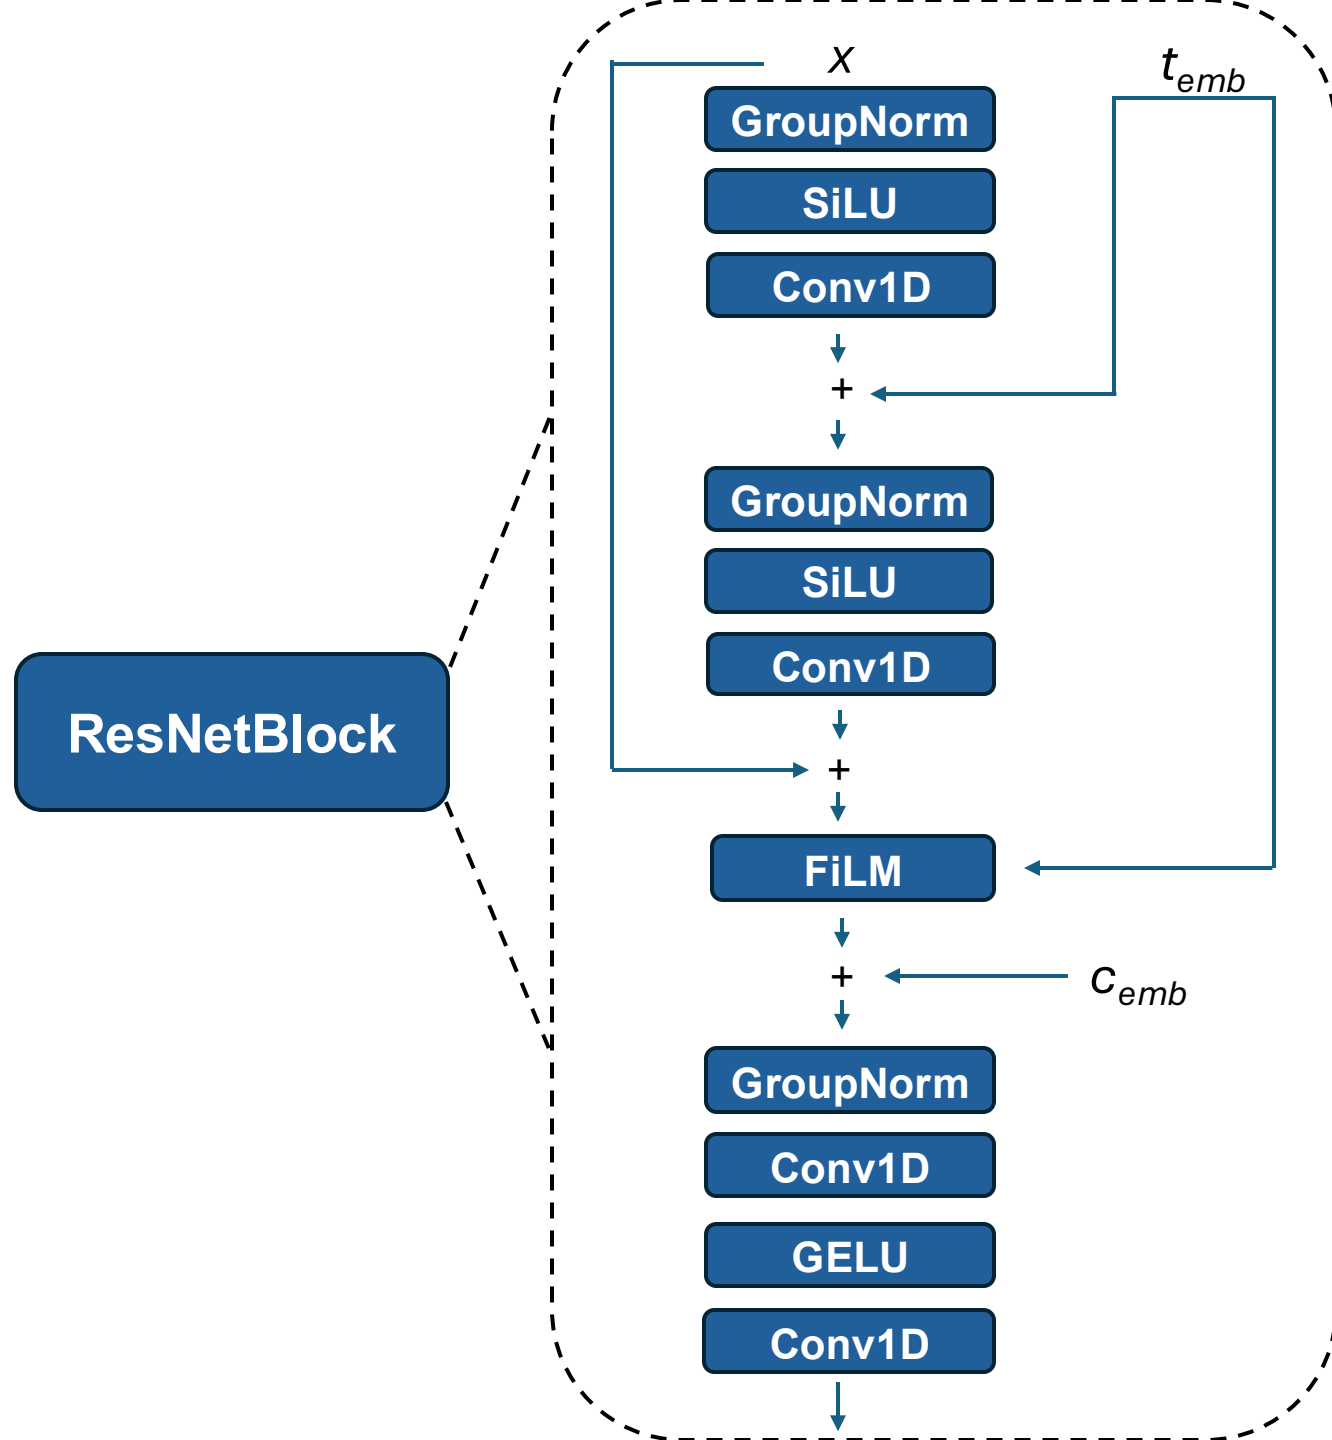 x
t_emb
GroupNorm
SiLU
Conv1D
+
GroupNorm
SiLU
Conv1D
ResNetBlock
+
FiLM
+
c_emb
GroupNorm
Conv1D
GELU
Conv1D